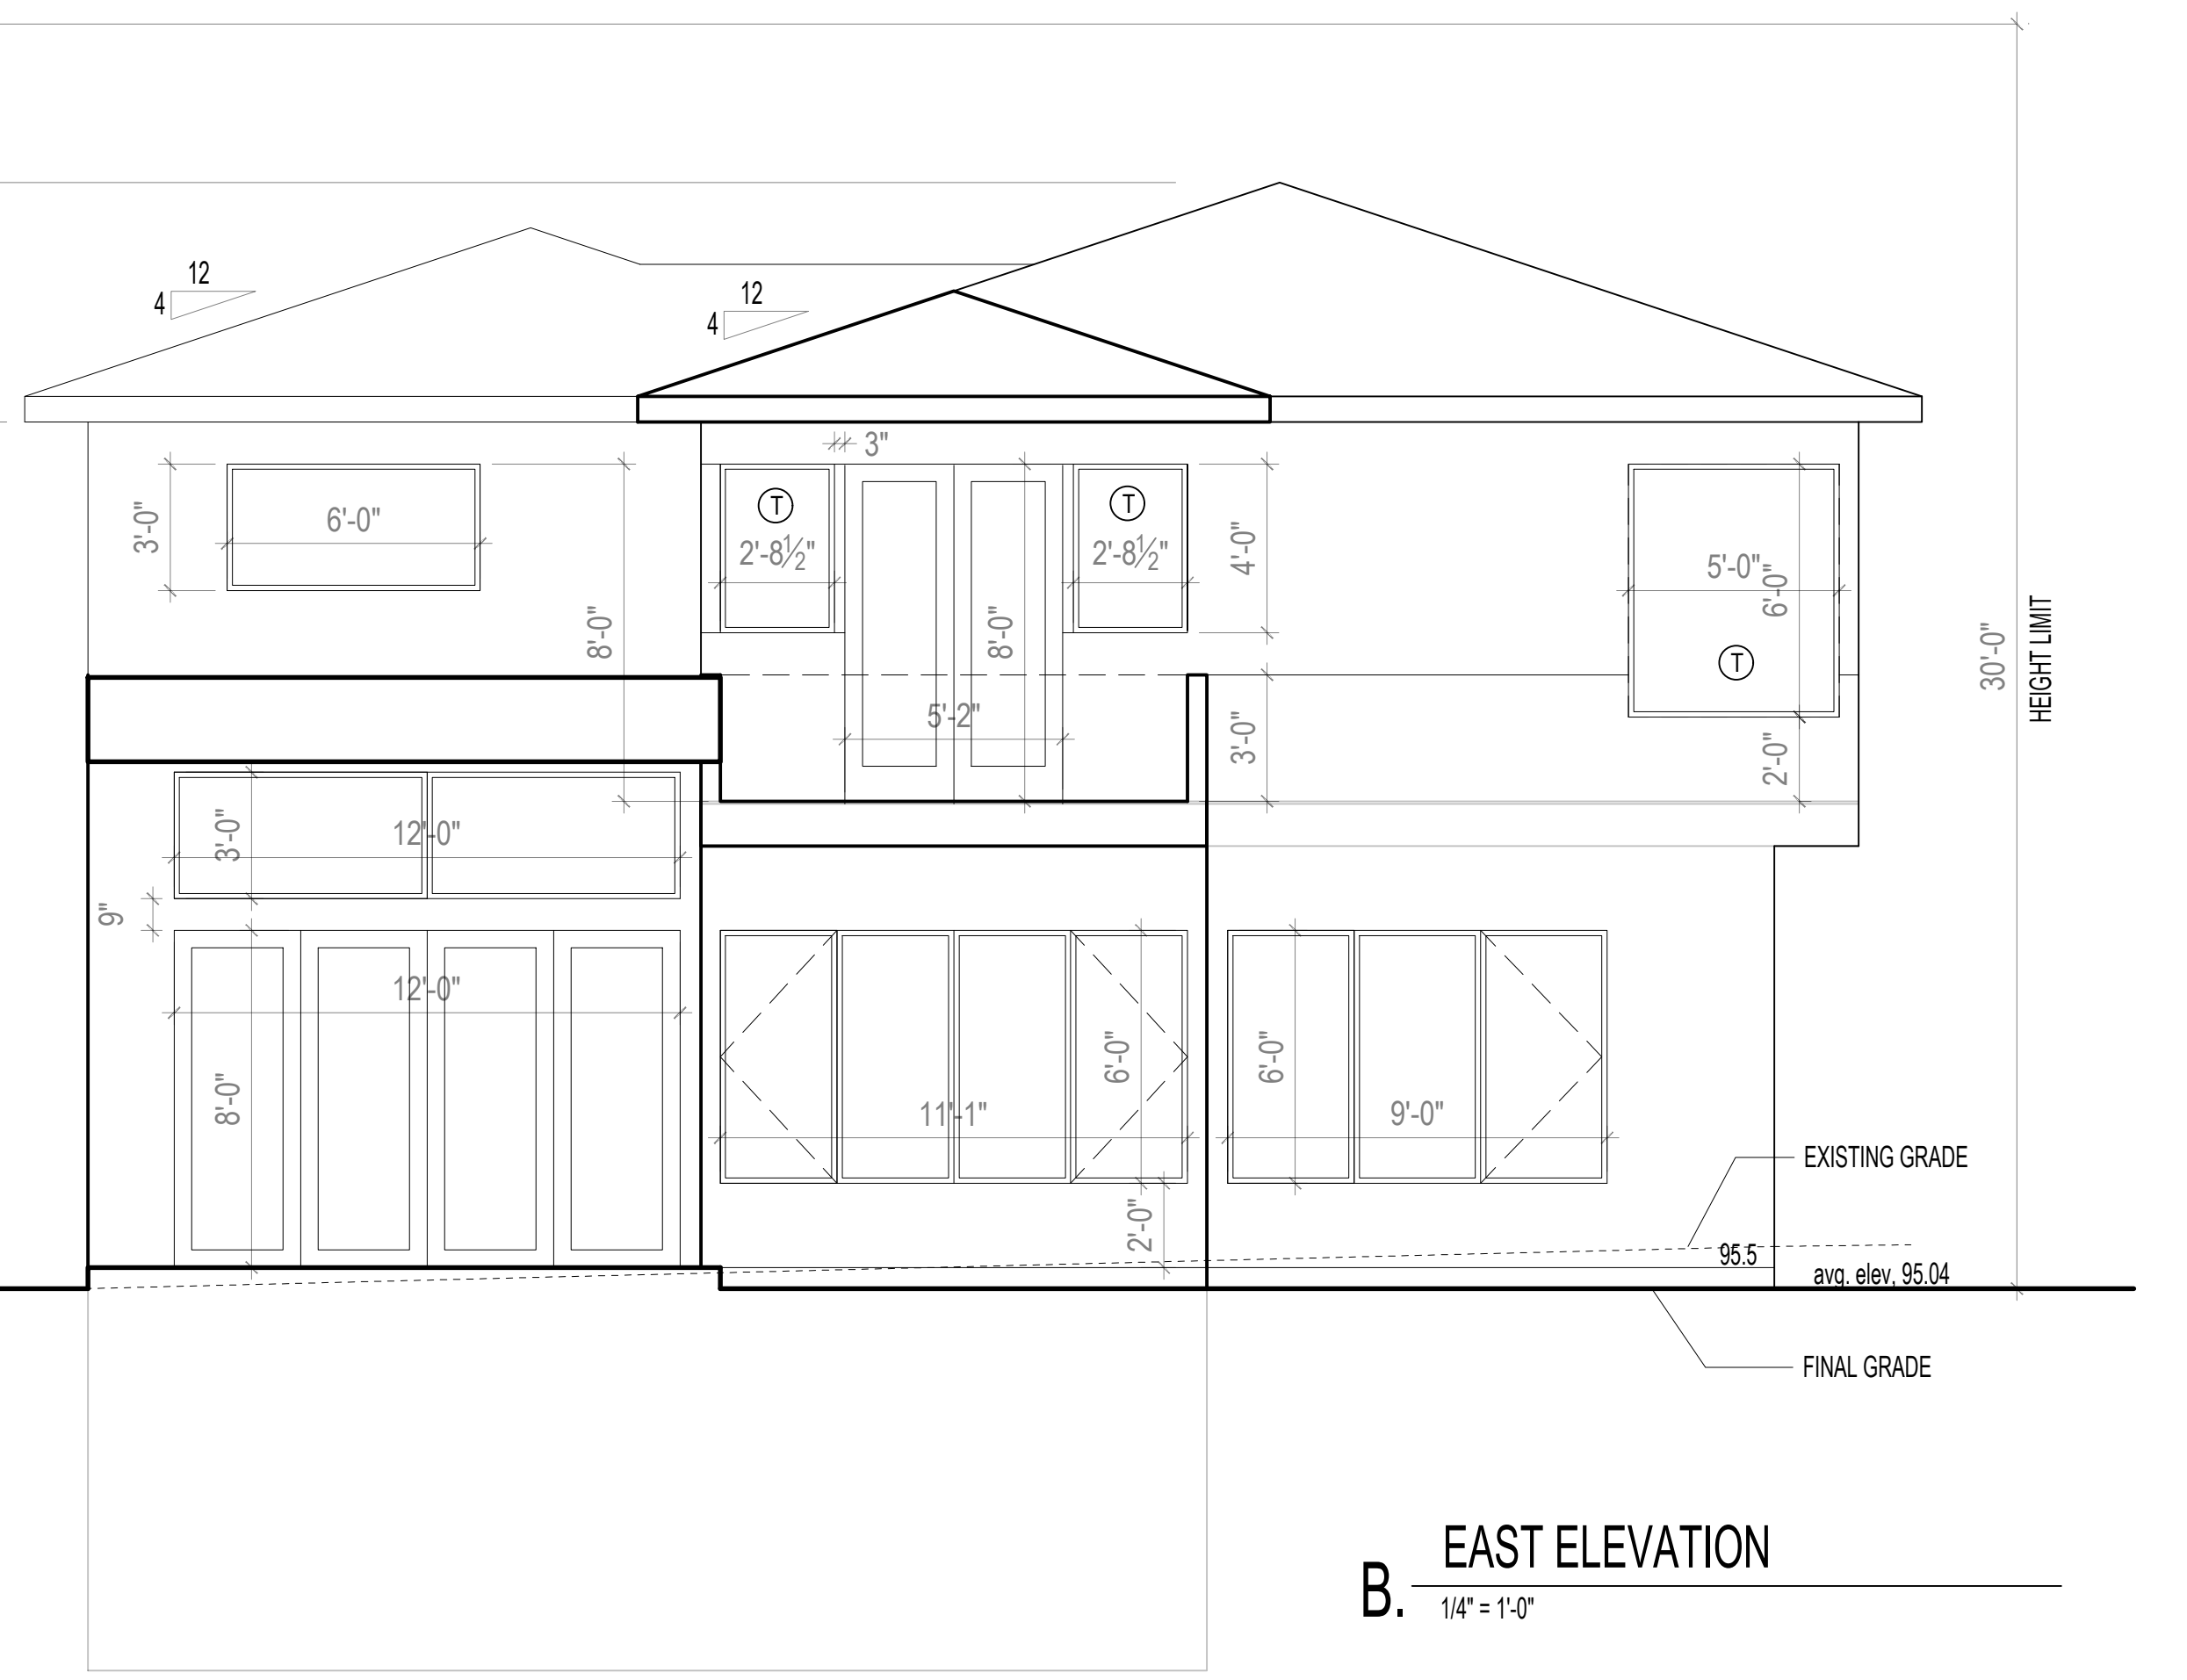 12
4
12
4
3"
3'-0"
6'-0"
T
2'-8½"
T
2'-8½"
4'-0"
5'-0"
6'-0"
8'-0"
8'-0"
T
30'-0"
HEIGHT LIMIT
5'-2"
3'-0"
2'-0"
3'-0"
12'-0"
9"
12'-0"
8'-0"
6'-0"
11'-1"
6'-0"
9'-0"
2'-0"
EXISTING GRADE
95.5
avg. elev, 95.04
FINAL GRADE
B.
EAST ELEVATION
1/4" = 1'-0"